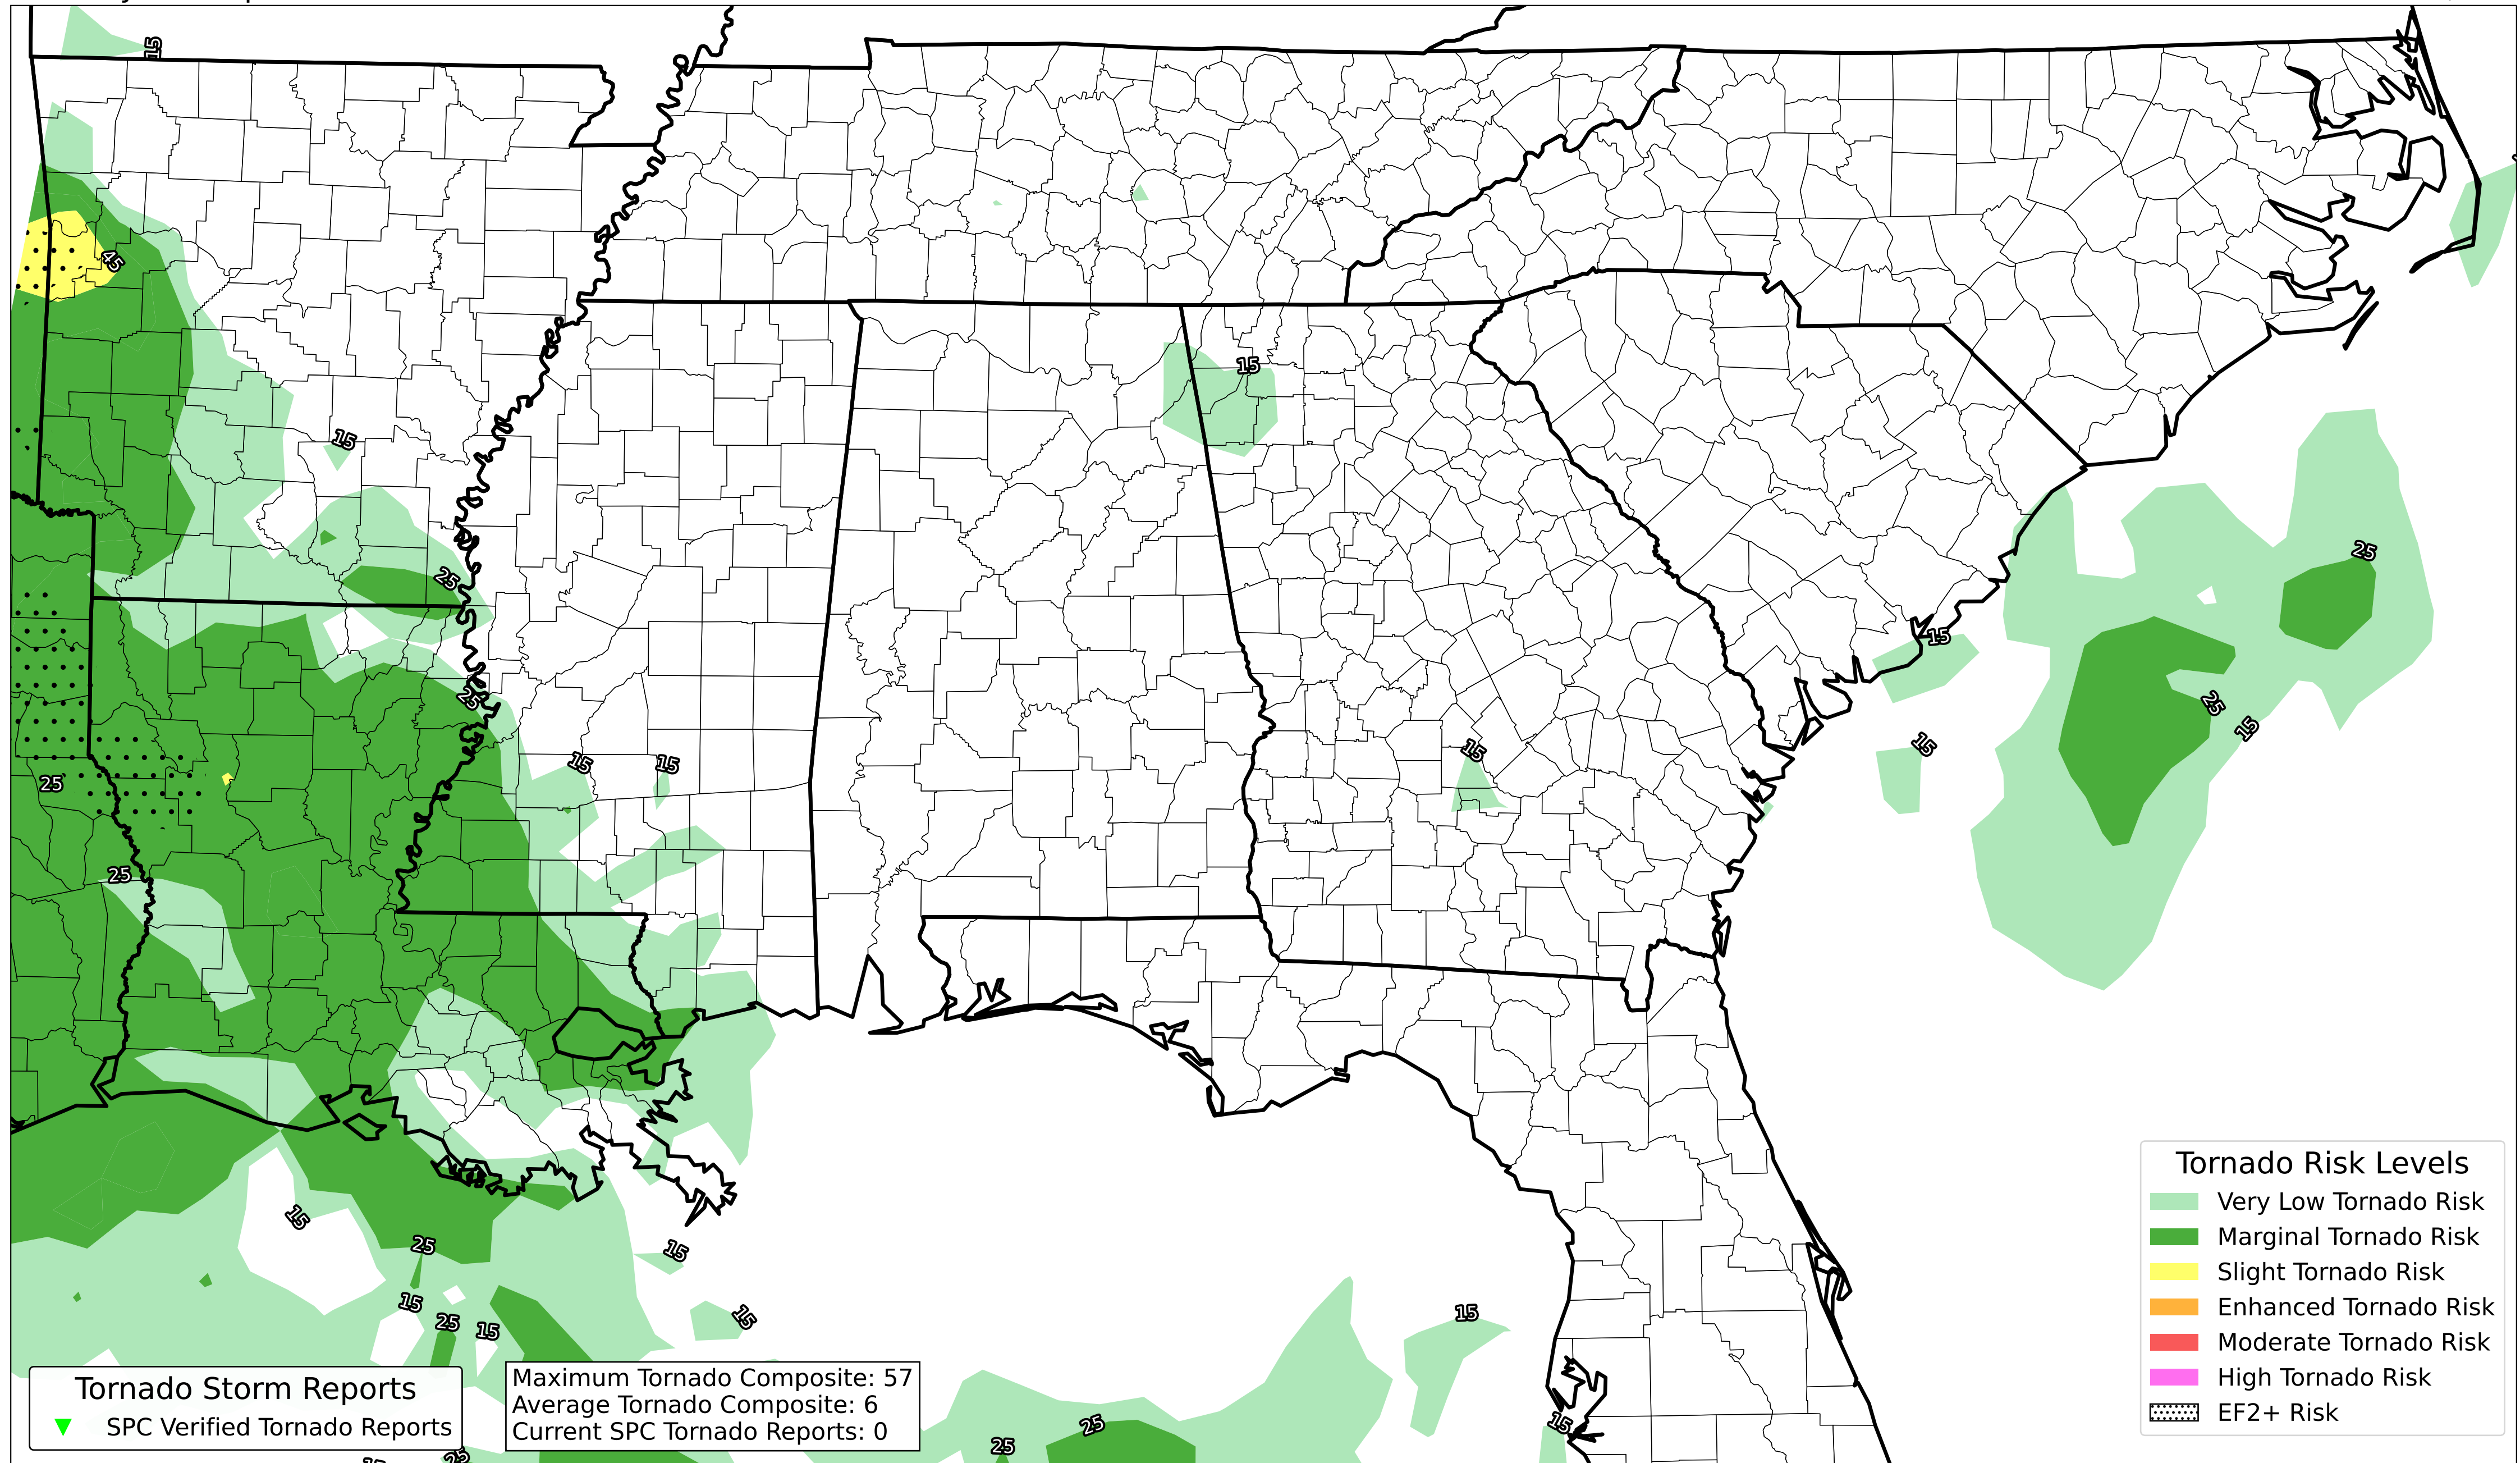 15
45
15
15
25
25
25
15
25
15
15
15
25
15
15
15
25
25
15
25
15
15
15
25
15
15
15
25
25
15
25
Tornado Storm Reports
SPC Verified Tornado Reports
Maximum Tornado Composite: 57
Average Tornado Composite: 6
Current SPC Tornado Reports: 0
Tornado Risk Levels
Very Low Tornado Risk
Marginal Tornado Risk
Slight Tornado Risk
Enhanced Tornado Risk
Moderate Tornado Risk
High Tornado Risk
EF2+ Risk